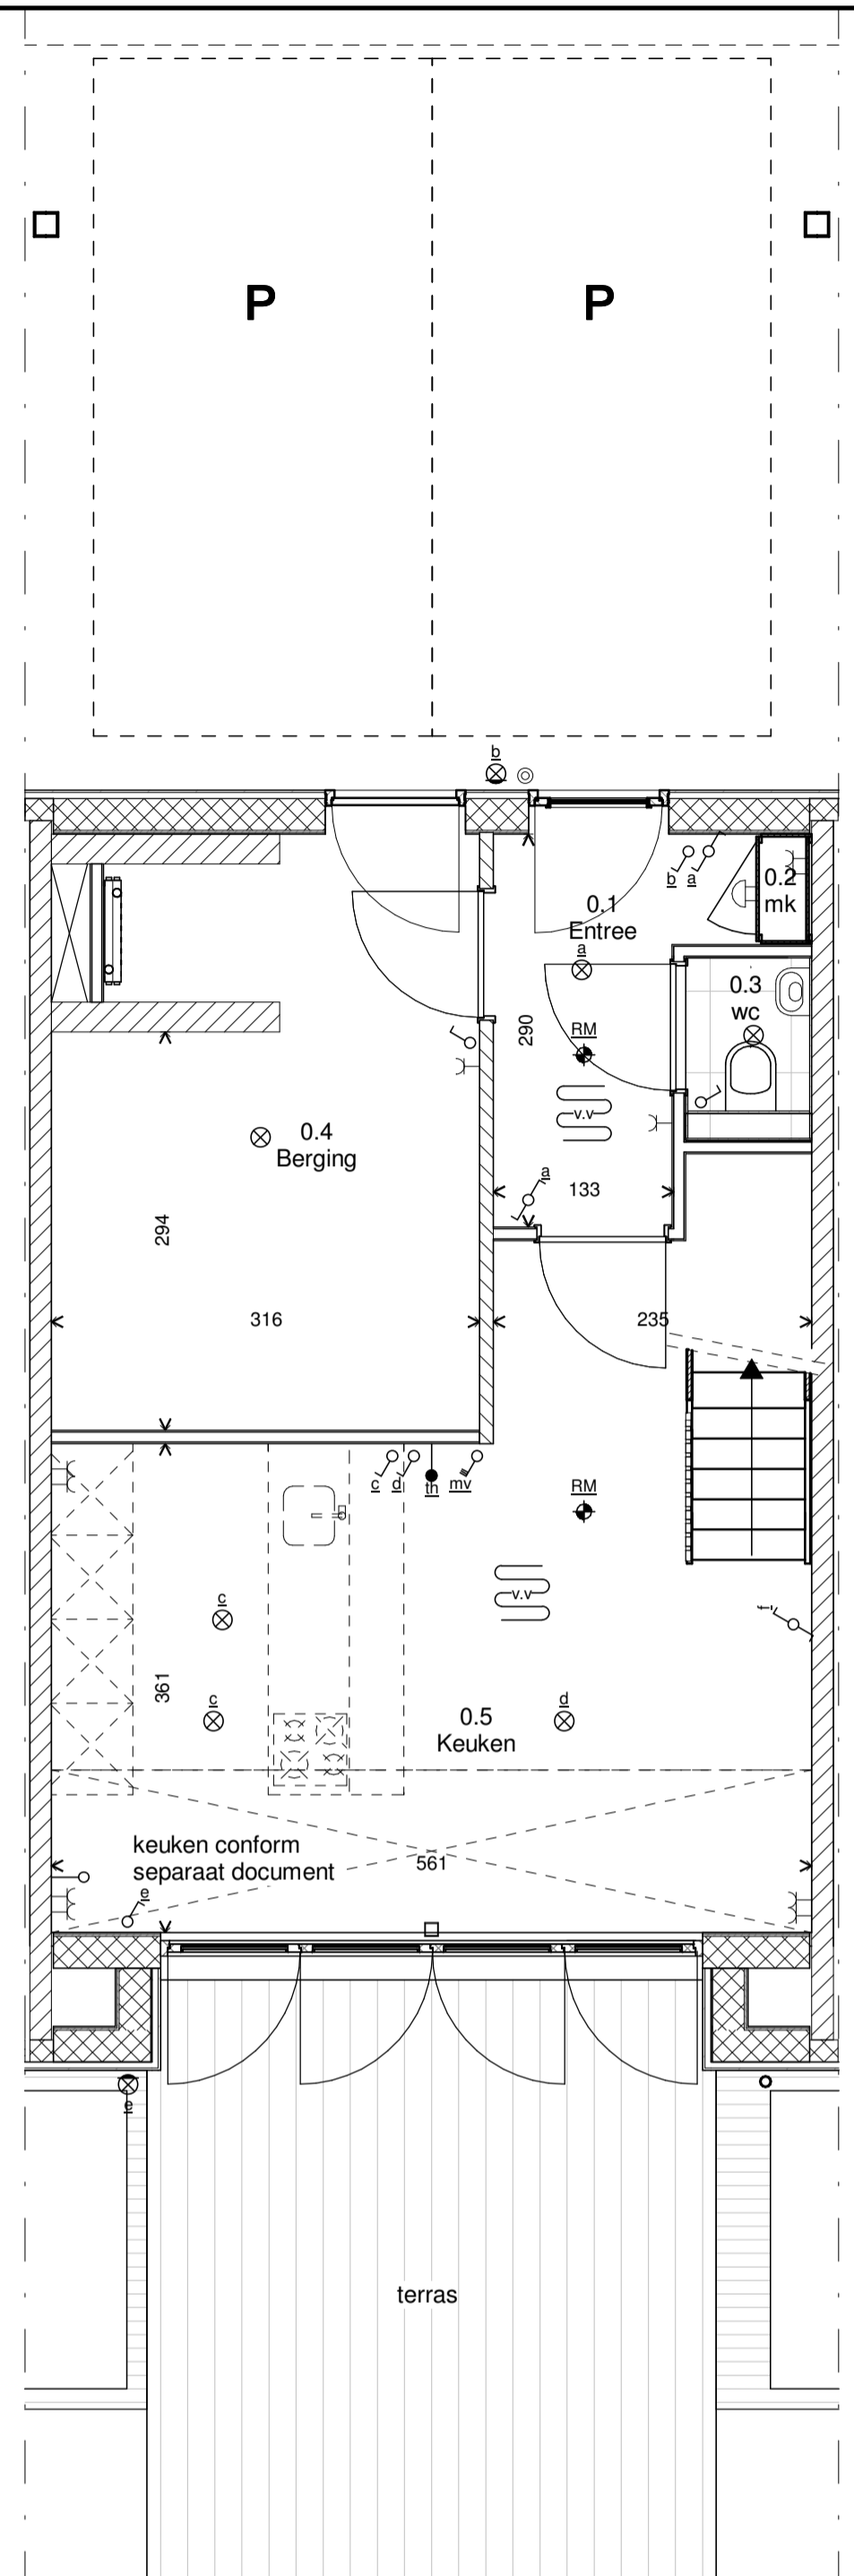 P
P
b
b
a
0.2
mk
0.1
Entree
a
0.3
wc
RM
290
v.v
0.4
Berging
a
133
294
316
235
c
d
th
mv
RM
c
v.v
f
361
c
d
0.5
Keuken
keuken conform
separaat document
561
e
e
terras